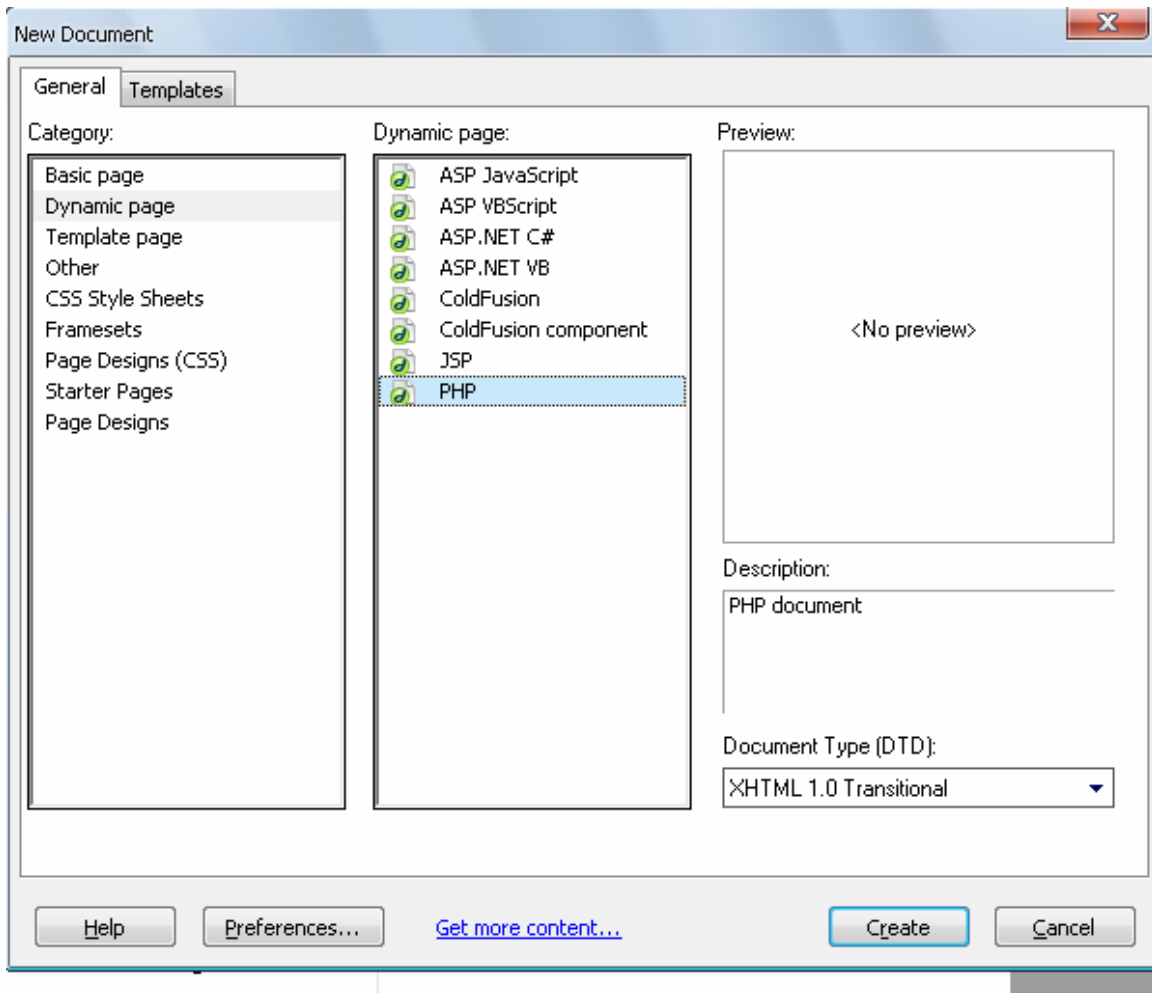 New Document
General
Templates
Category:
Basic page
Dynamic page
Template page
Other
CSS Style Sheets
Framesets
Page Designs (CSS)
Starter Pages
Page Designs
Dynamic page:
ASP JavaScript
ASP VBScript
ASP.NET C#
ASP.NET VB
ColdFusion
ColdFusion component
JSP
PHP
Preview:
<No preview>
Description:
PHP document
Document Type (DTD):
XHTML 1.0 Transitional
Help
Preferences...
Get more content...
Create
Cancel